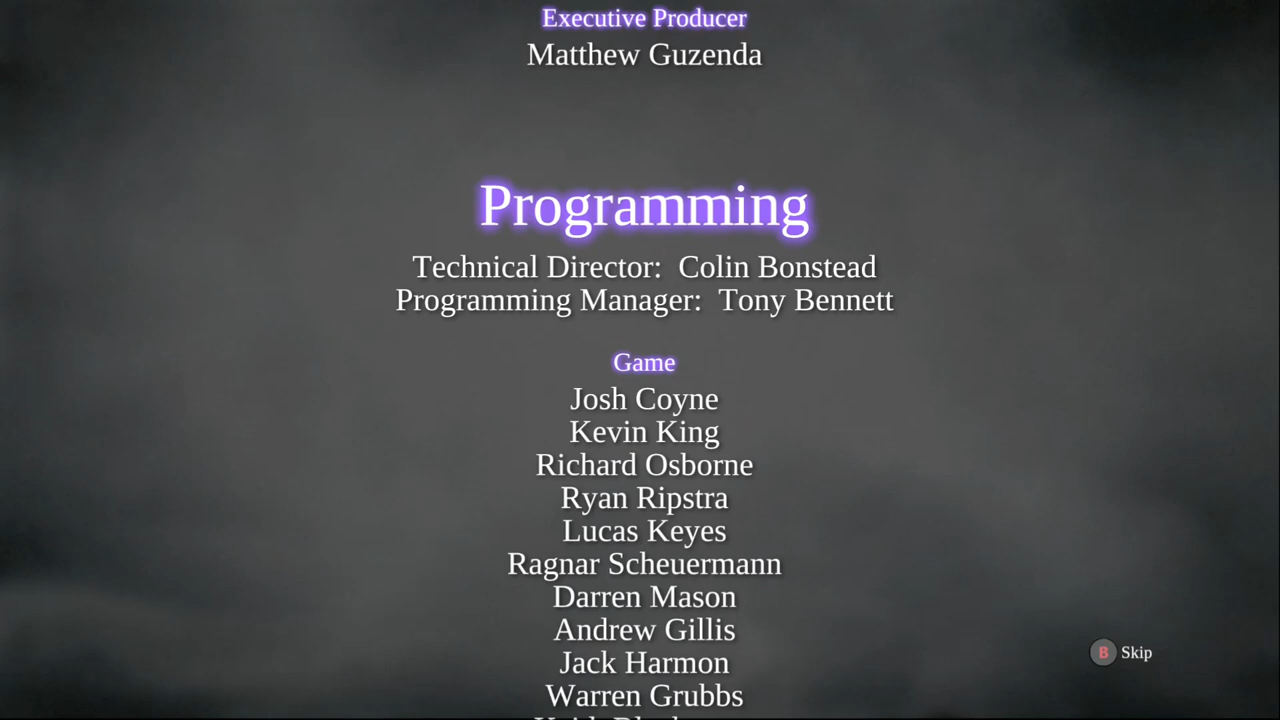 Executive Producer
Matthew Guzenda
Programming
Technical Director:  Colin Bonstead
Programming Manager:  Tony Bennett
Game
Josh Coyne
Kevin King
Richard Osborne
Ryan Ripstra
Lucas Keyes
Ragnar Scheuermann
Darren Mason
Andrew Gillis
Jack Harmon
B Skip
Warren Grubbs